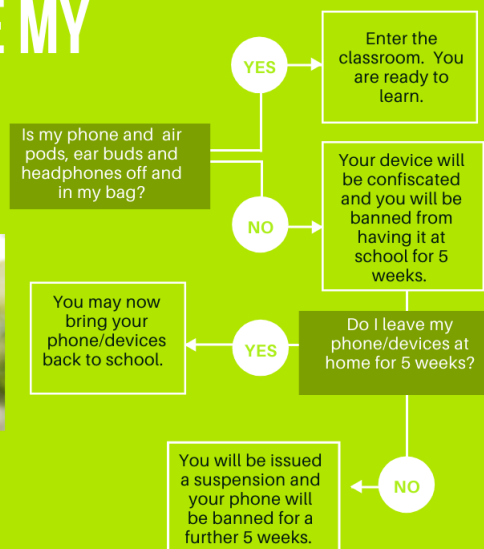 MY
YES
Enter the
classroom. You
are ready to
learn.
Is my phone and air
pods, ear buds and
headphones off and
in my bag?
NO
Your device will
be confiscated
and you will be
banned from
having it at
school for 5
weeks.
You may now
bring your
phone/devices
back to school.
YES
Do I leave my
phone/devices at
home for 5 weeks?
NO
You will be issued
a suspension and
your phone will
be banned for a
further 5 weeks.